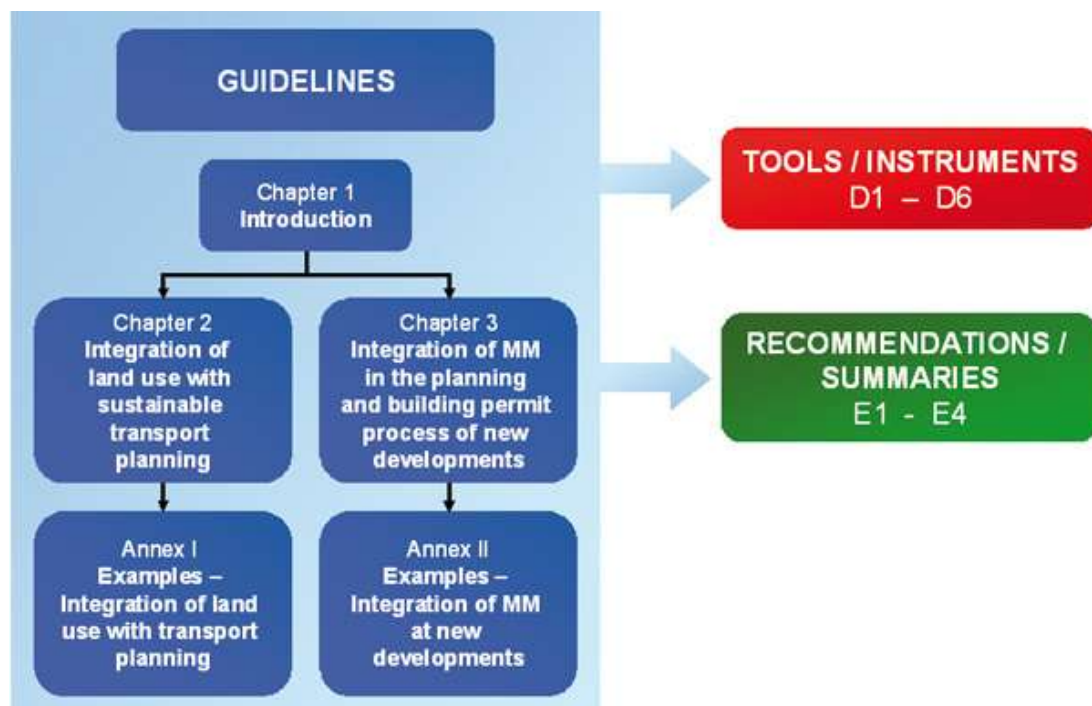 GUIDELINES
Chapter 1
Introduction
Chapter 2
Integration of
land use with
sustainable
transport
planning
Chapter 3
Integration of MM
in the planning
and building permit
process of new
developments
Annex I
Examples –
Integration of land
use with transport
planning
Annex II
Examples –
Integration of MM
at new
developments
TOOLS / INSTRUMENTS
D1 – D6
RECOMMENDATIONS /
SUMMARIES
E1 - E4